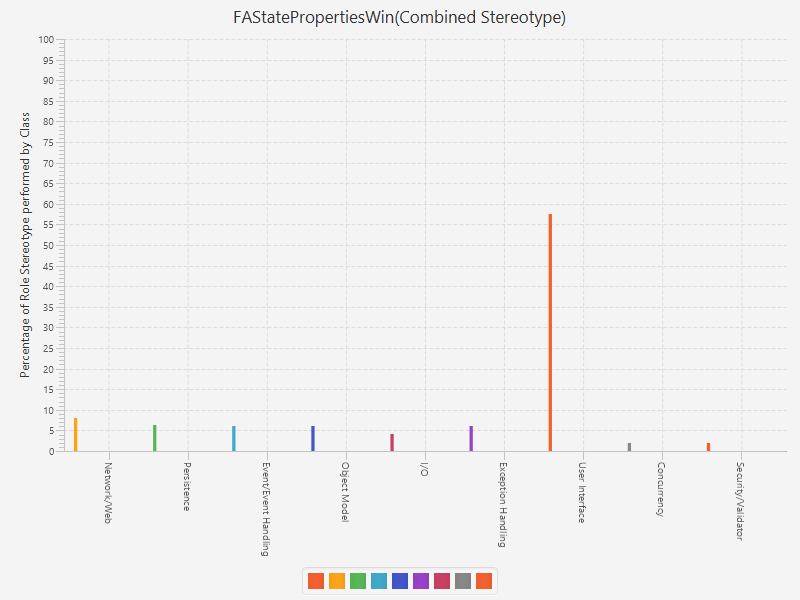 FAStatePropertiesWin(Combined Stereotype)
Percentage of Role Stereotype performed by Class
100
95
90
85
80
75
70
65
60
55
50
45
40
35
30
25
20
15
10
5
0
Network/Web
Persistence
Event/Event Handling
Object Model
I/O
Exception Handling
User Interface
Concurrency
Security/Validator